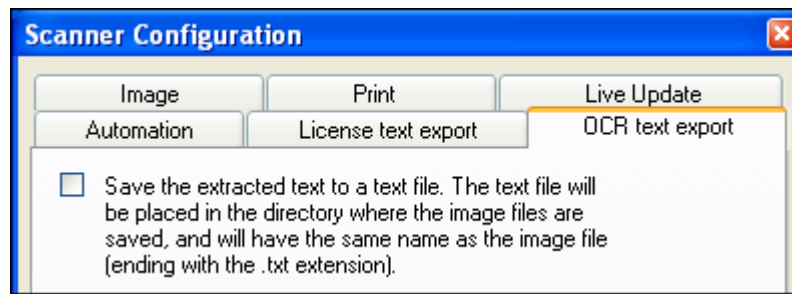 Scanner Configuration
Image Print Live Update
Automation License text export OCR text export
Save the extracted text to a text file. The text file will
be placed in the directory where the image files are
saved, and will have the same name as the image file
(ending with the .txt extension).